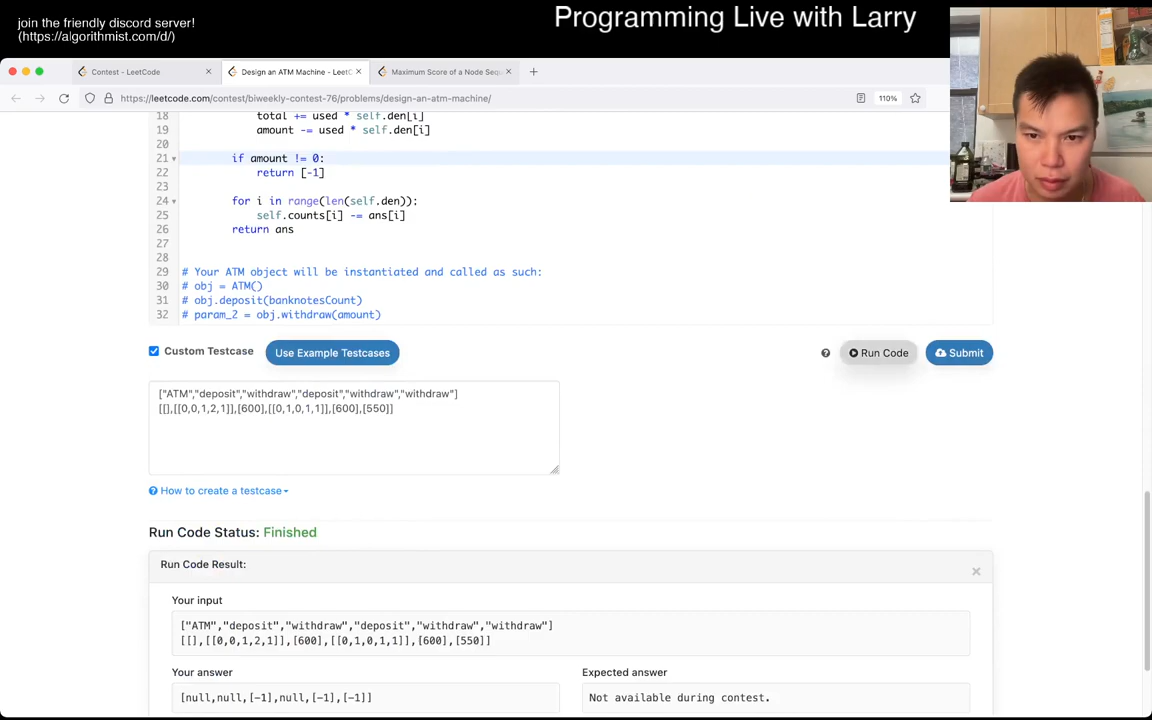 join the friendly discord server!
(https://algorithmist.com/d/)
Programming Live with Larry
Contest - LeetCode
Design an ATM Machine - LeetC
Maximum Score of a Node Sequ
https://leetcode.com/contest/biweekly-contest-76/problems/design-an-atm-machine/
110%
18 total += used * self.den[i]
19 amount -= used * self.den[i]
20
21 if amount != 0:
22 return [-1]
23
24 for i in range(len(self.den)):
25 self.counts[i] -= ans[i]
26 return ans
27
28
29 # Your ATM object will be instantiated and called as such:
30 # obj = ATM()
31 # obj.deposit(banknotesCount)
32 # param_2 = obj.withdraw(amount)
Custom Testcase
Use Example Testcases
Run Code
Submit
["ATM","deposit","withdraw","deposit","withdraw","withdraw"]
[[],[[0,0,1,2,1]],[600],[[0,1,0,1,1]],[600],[550]]
How to create a testcase
Run Code Status: Finished
Run Code Result:
Your input
["ATM","deposit","withdraw","deposit","withdraw","withdraw"]
[[],[[0,0,1,2,1]],[600],[[0,1,0,1,1]],[600],[550]]
Your answer
Expected answer
[null,null,[-1],null,[-1],[-1]]
Not available during contest.